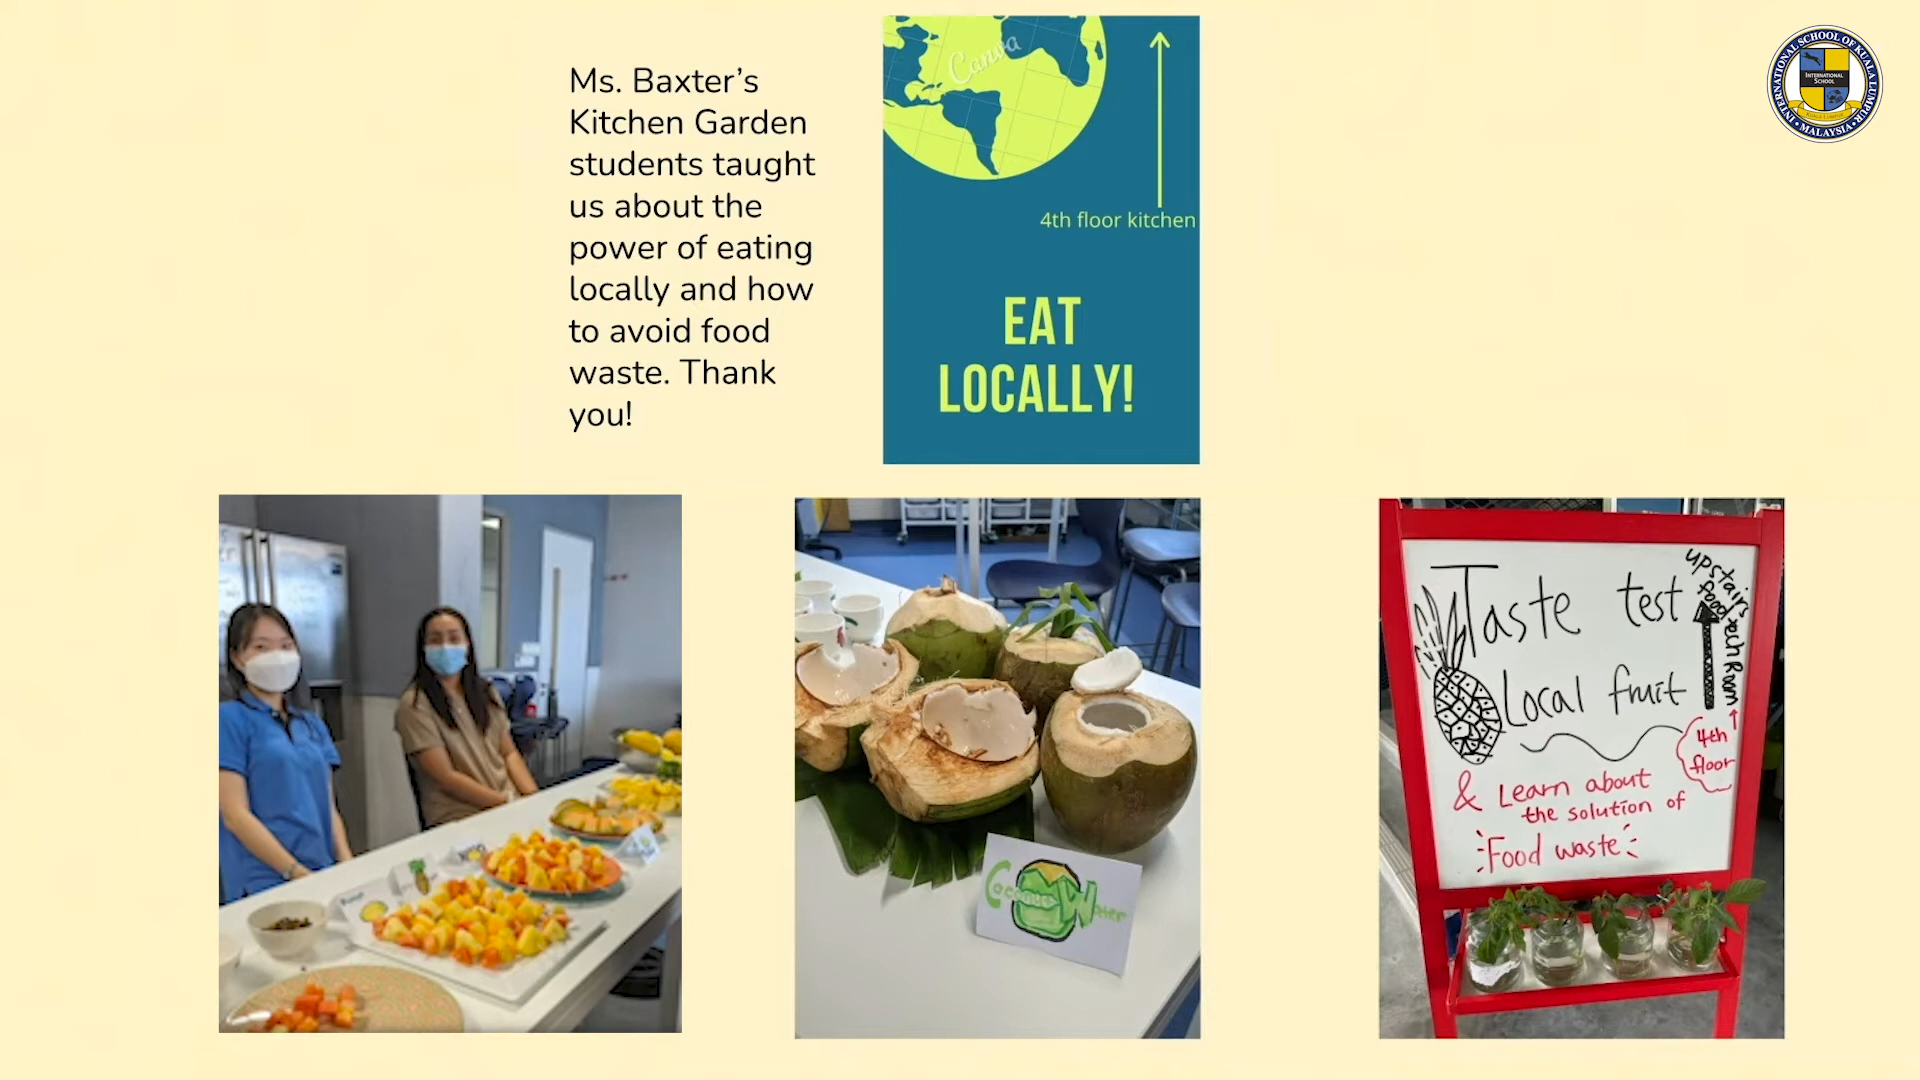 Ms. Baxter's
Kitchen Garden
students taught
us about the
power of eating
locally and how
to avoid food
waste. Thank
you!
Canva
4th floor kitchen
EAT
LOCALLY!
INTERNATIONAL SCHOOL OF KUALA LUMPUR
INTERNATIONAL
SCHOOL
• MALAYSIA •
Coconut Water
Taste test
Local fruit
upstairs
food tech Room
4th
floor
& Learn about
the solution of
Food waste